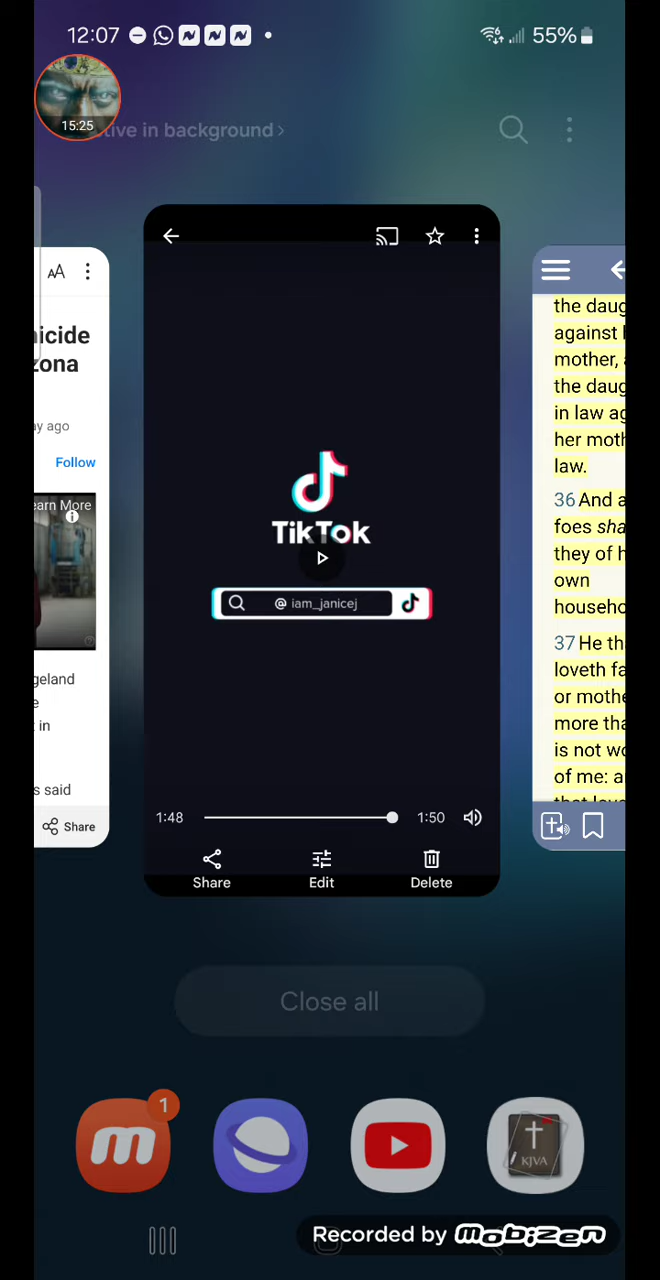 12:07
55%
15:25
tive in background >
icide
zona
ay ago
Follow
earn More
geland
e
in
s said
Share
TikTok
@ iam_janicej
1:48
1:50
Share
Edit
Delete
the daug
against
mother,
the daug
in law ag
her moth
law.
36 And a
foes sha
they of h
own
househo
37 He th
loveth fa
or mothe
more tha
is not wo
of me: a
Close all
1
m
KJVA
Recorded by mobizen